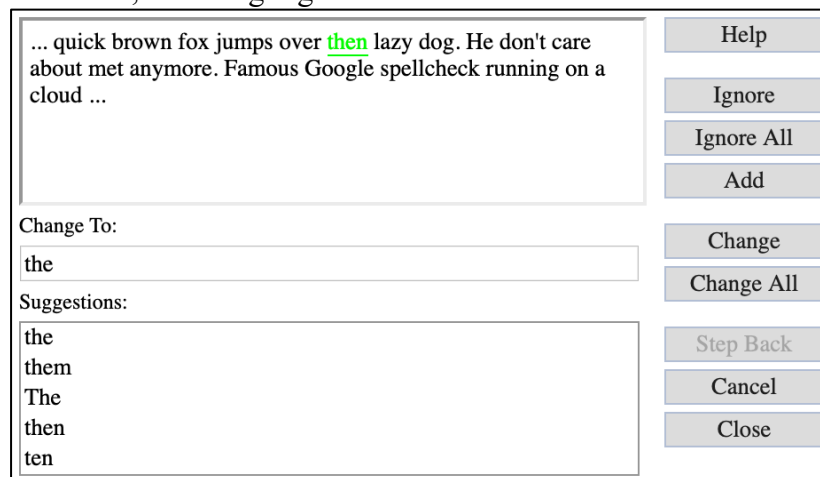 ... quick brown fox jumps over then lazy dog. He don't care
about met anymore. Famous Google spellcheck running on a
cloud ...
Change To:
the
Suggestions:
the
them
The
then
ten
Help
Ignore
Ignore All
Add
Change
Change All
Step Back
Cancel
Close